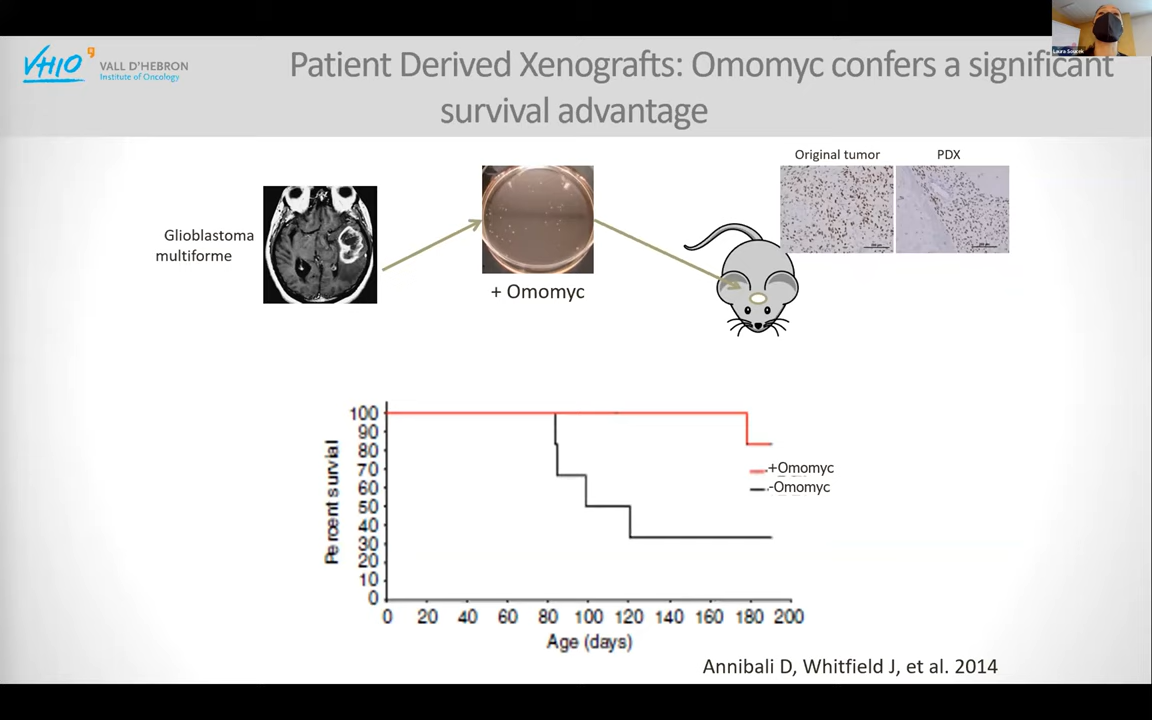 VHIO
VALL D'HEBRON
Institute of Oncology
Patient Derived Xenografts: Omomyc confers a significant
survival advantage
Laura Soucek
Original tumor
PDX
Glioblastoma
multiforme
+ Omomyc
100
90
80
70
60
50
40
30
20
10
0
Percent survial
+Omomyc
-Omomyc
0 20 40 60 80 100 120 140 160 180 200
Age (days)
Annibali D, Whitfield J, et al. 2014